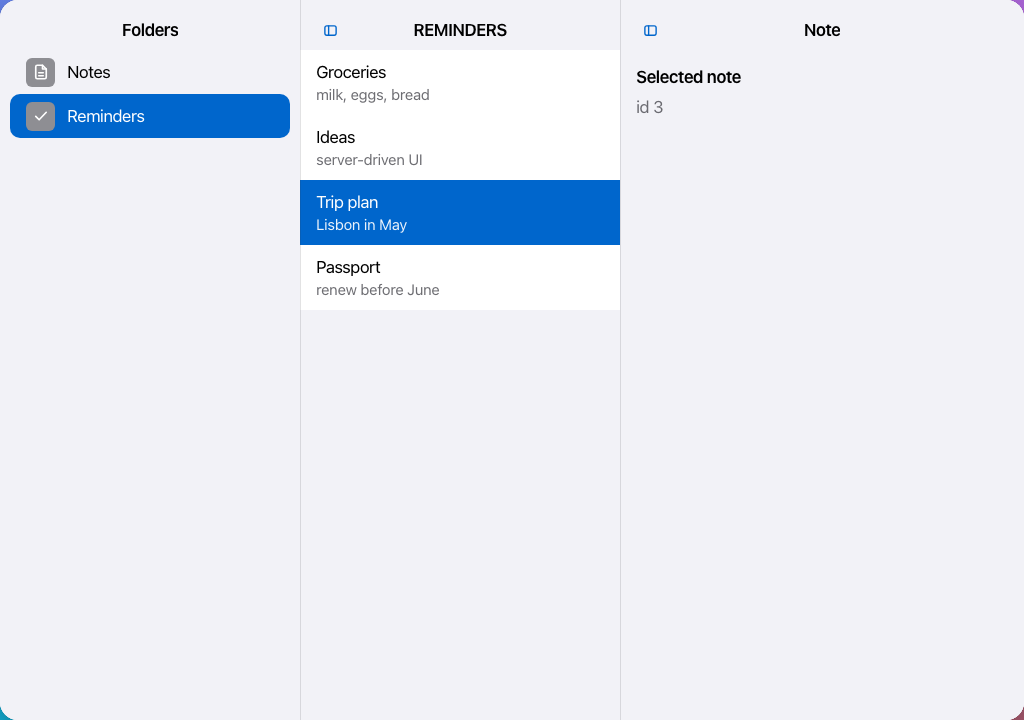 Folders
Notes
Reminders
REMINDERS
Groceries
milk, eggs, bread
Ideas
server-driven UI
Trip plan
Lisbon in May
Passport
renew before June
Note
Selected note
id 3